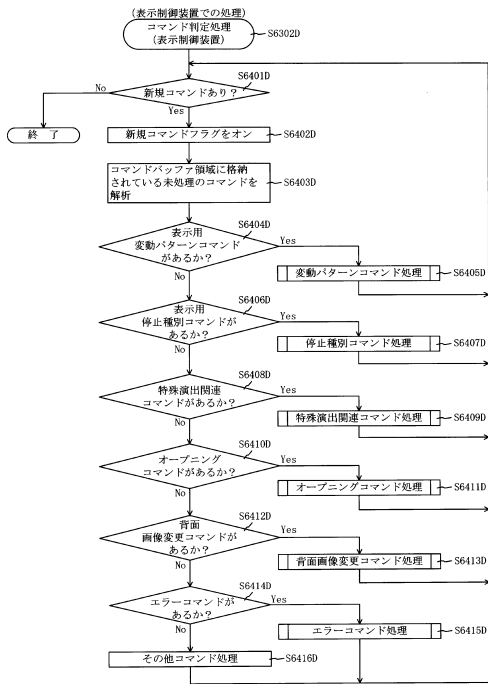 (表示制御装置での処理)
コマンド判定処理
(表示制御装置)
S6302D
S6401D
新規コマンドあり?
No
Yes
終 了
新規コマンドフラグをオン
S6402D
コマンドバッファ領域に格納
されている未処理のコマンドを
解析
S6403D
S6404D
表示用
変動パターンコマンド
があるか?
Yes
No
変動パターンコマンド処理
S6405D
S6406D
表示用
停止種別コマンドが
あるか?
Yes
No
停止種別コマンド処理
S6407D
S6408D
特殊演出関連
コマンドがあるか?
Yes
No
特殊演出関連コマンド処理
S6409D
S6410D
オープニング
コマンドがあるか?
Yes
No
オープニングコマンド処理
S6411D
S6412D
背面
画像変更コマンドが
あるか?
Yes
No
背面画像変更コマンド処理
S6413D
S6414D
エラーコマンドが
あるか?
Yes
No
エラーコマンド処理
S6415D
その他コマンド処理
S6416D